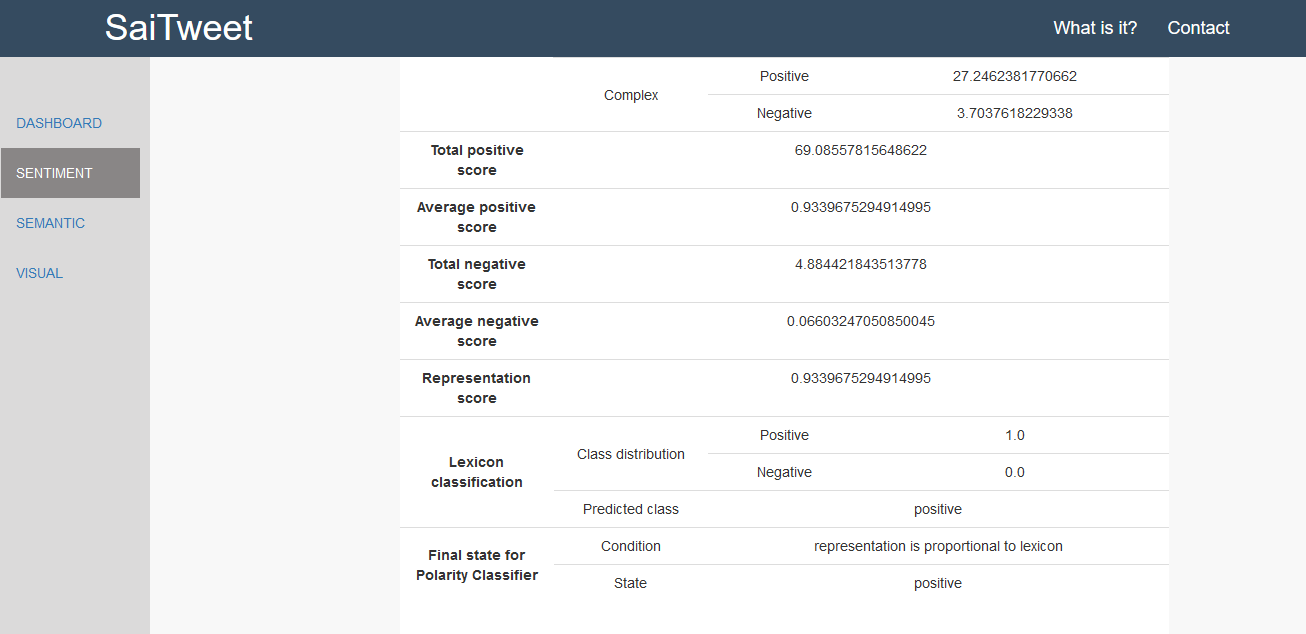 SaiTweet
What is it?
Contact
DASHBOARD
SENTIMENT
SEMANTIC
VISUAL
Complex
Positive
27.2462381770662
Negative
3.7037618229338
Total positive
score
69.08557815648622
Average positive
score
0.9339675294914995
Total negative
score
4.884421843513778
Average negative
score
0.06603247050850045
Representation
score
0.9339675294914995
Lexicon
classification
Class distribution
Positive
1.0
Negative
0.0
Predicted class
positive
Final state for
Polarity Classifier
Condition
representation is proportional to lexicon
State
positive